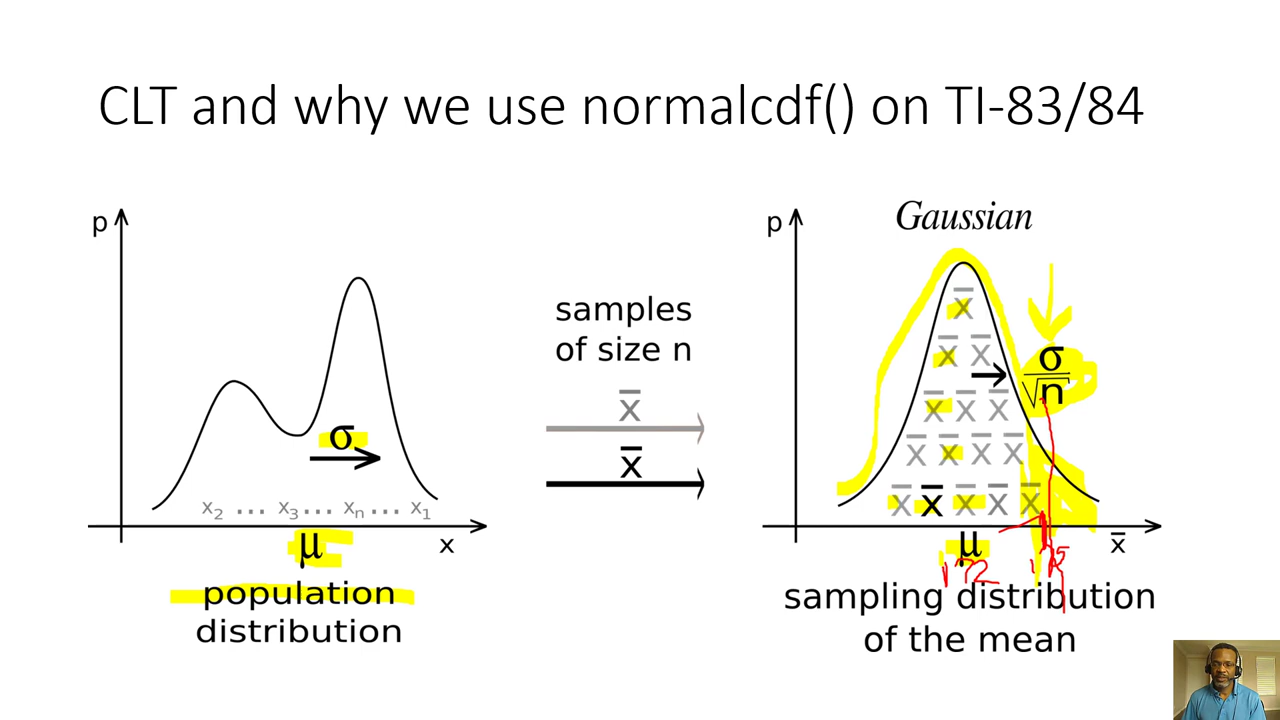 CLT and why we use normalcdf() on TI-83/84
p
σ
x₂ ... x₃... xₙ... x₁
μ
x
population
distribution
samples
of size n
x̄
x̄
p
Gaussian
x̄
x̄ x̄
x̄ x̄ x̄
x̄ x̄ x̄ x̄
x̄ x̄ x̄ x̄ x̄
σ
√n
μ
x̄
172
sampling distribution
of the mean